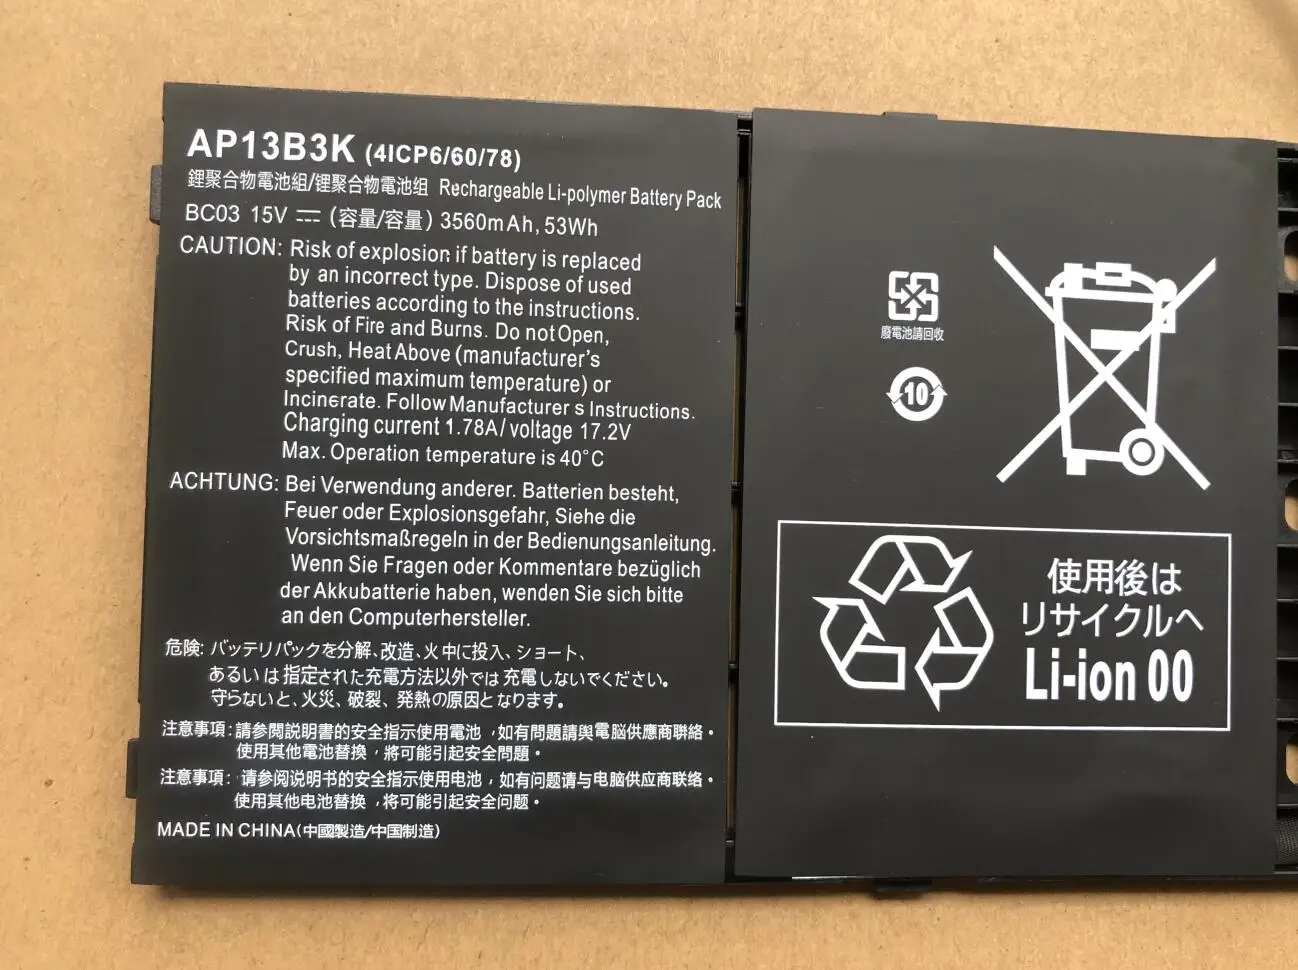 AP13B3K (4ICP6/60/78)
鋰聚合物電池組/锂聚合物電池组 Rechargeable Li-polymer Battery Pack
BC03 15V ⎓ (容量/容量) 3560mAh, 53Wh
CAUTION: Risk of explosion if battery is replaced
by an incorrect type. Dispose of used
batteries according to the instructions.
Risk of Fire and Burns. Do not Open,
Crush, Heat Above (manufacturer's
specified maximum temperature) or
Incinerate. Follow Manufacturer s Instructions.
Charging current 1.78A/ voltage 17.2V
Max. Operation temperature is 40°C
ACHTUNG: Bei Verwendung anderer. Batterien besteht,
Feuer oder Explosionsgefahr, Siehe die
Vorsichtsmaßregeln in der Bedienungsanleitung.
Wenn Sie Fragen oder Kommentare bezüglich
der Akkubatterie haben, wenden Sie sich bitte
an den Computerhersteller.
危険: バッテリパックを分解、改造、火中に投入、ショート、
あるいは指定された充電方法以外では充電しないでください。
守らないと、火災、破裂、発熱の原因となります。
注意事項: 請參閱説明書的安全指示使用電池，如有問題請與電腦供應商聯絡。
使用其他電池替換，將可能引起安全問題。
注意事项: 请参阅说明书的安全指示使用电池，如有问题请与电脑供应商联络。
使用其他电池替换，将可能引起安全问题。
MADE IN CHINA(中國製造/中国制造)
廢電池請回收
10
使用後は
リサイクルへ
Li-ion 00